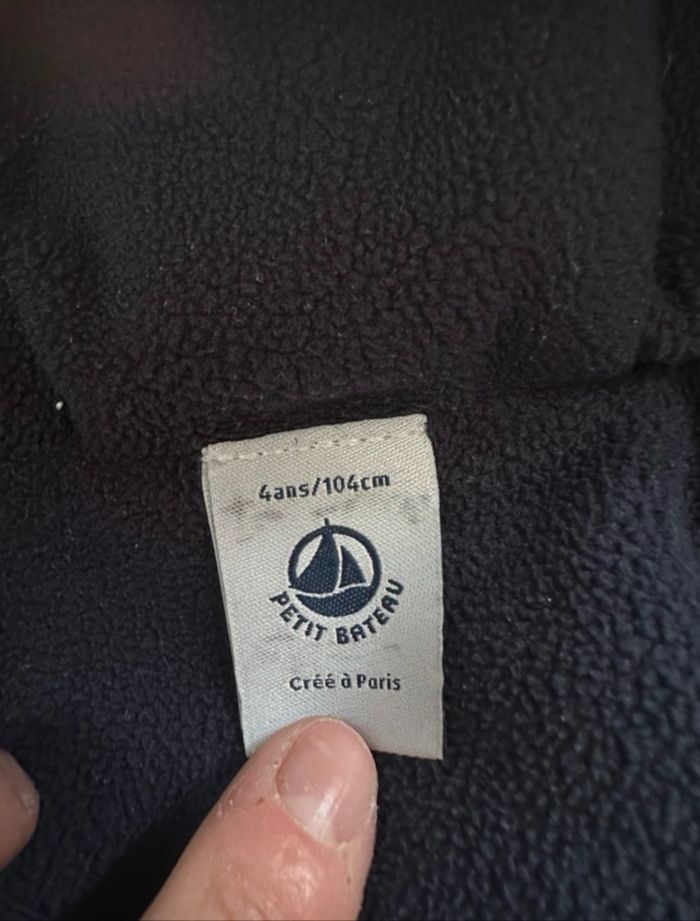 4ans/104cm
PETIT BATEAU
Créé à Paris